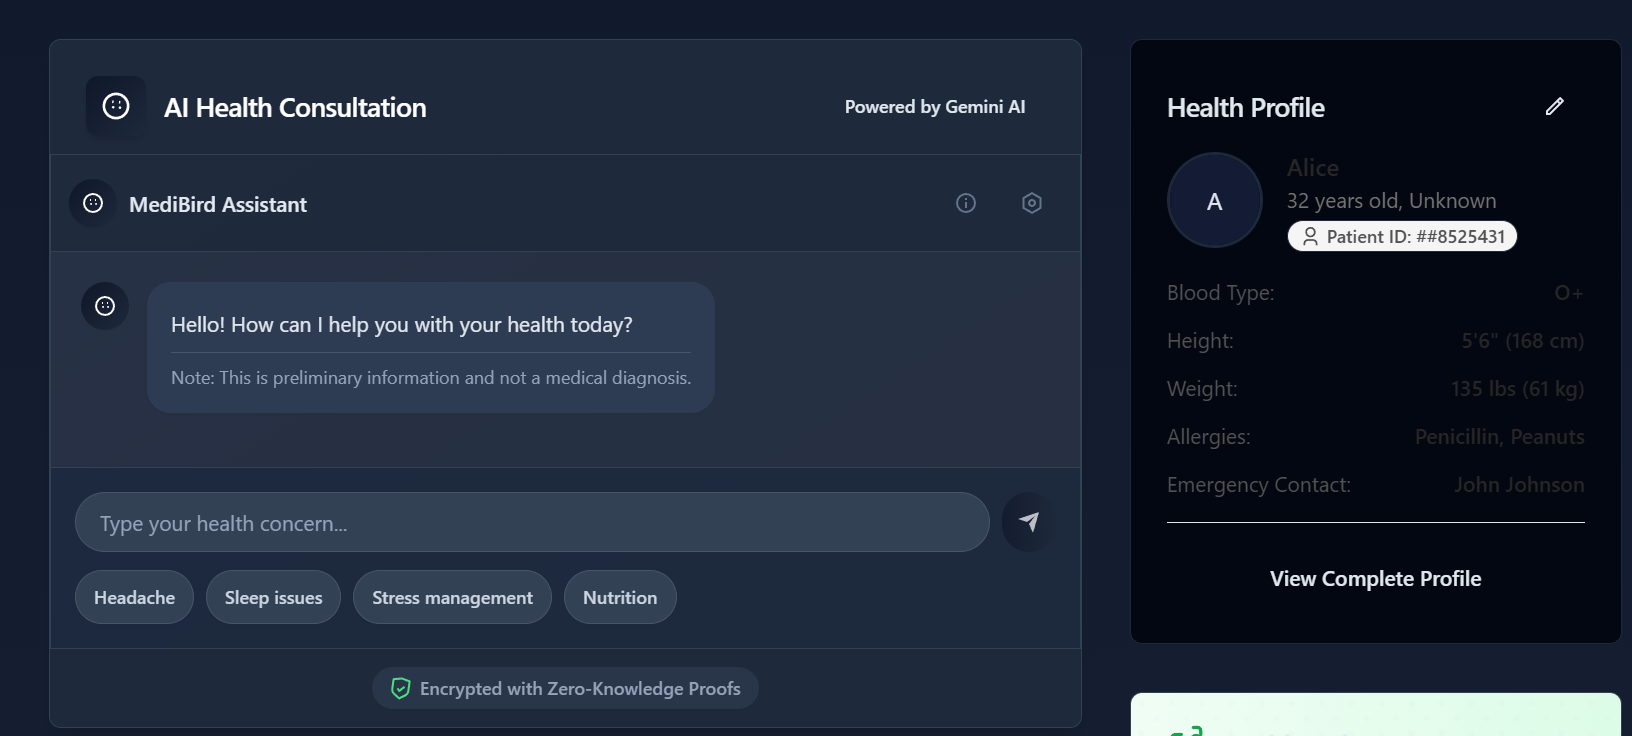 AI Health Consultation
Powered by Gemini AI
MediBird Assistant
Hello! How can I help you with your health today?
Note: This is preliminary information and not a medical diagnosis.
Type your health concern...
Headache
Sleep issues
Stress management
Nutrition
Encrypted with Zero-Knowledge Proofs
Health Profile
A
Alice
32 years old, Unknown
Patient ID: ##8525431
Blood Type: O+
Height: 5'6" (168 cm)
Weight: 135 lbs (61 kg)
Allergies: Penicillin, Peanuts
Emergency Contact: John Johnson
View Complete Profile